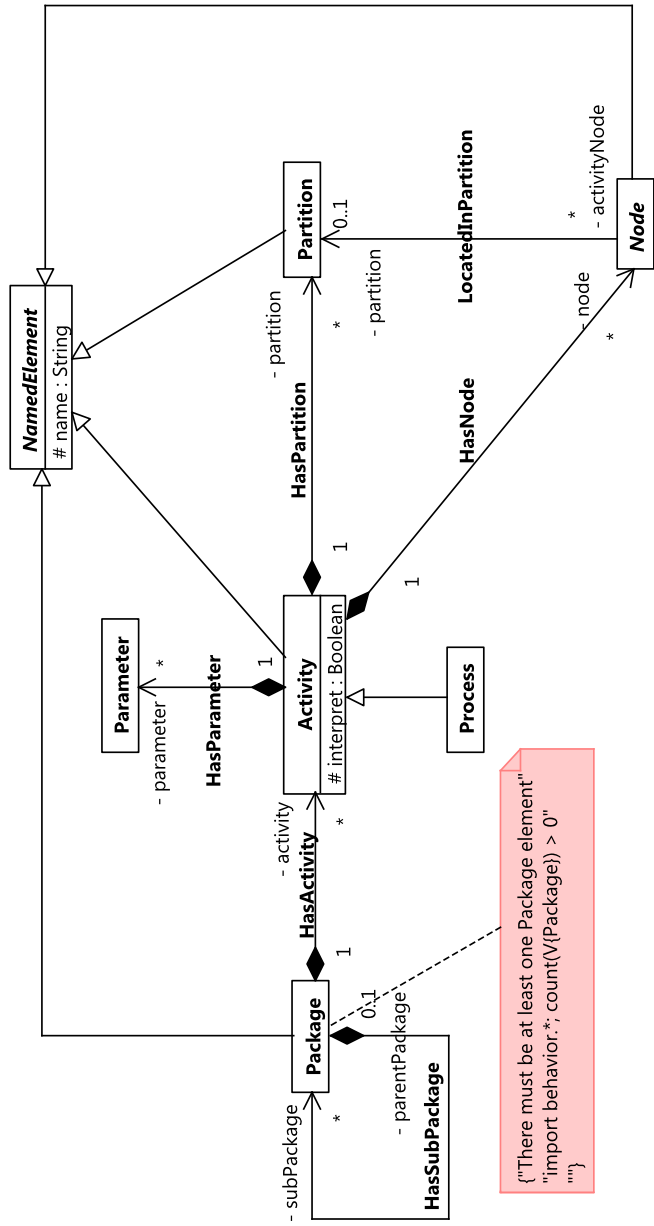 NamedElement
# name : String
Parameter
- parameter
*
HasParameter
1
Package
- subPackage
*
0..1
- parentPackage
HasSubPackage
1
HasActivity
- activity
*
Activity
# interpret : Boolean
1
HasPartition
- partition
*
Partition
0..1
- partition
LocatedInPartition
*
- activityNode
1
HasNode
- node
*
Node
Process
{"There must be at least one Package element"
"import behavior.*; count(V{Package}) > 0"
""}